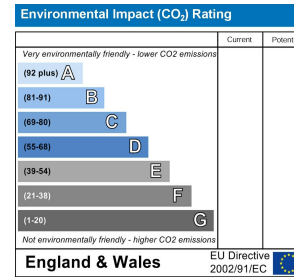 Environmental Impact (CO₂) Rating
Current Potent
Very environmentally friendly - lower CO2 emissions
(92 plus) A
(81-91) B
(69-80) C
(55-68) D
(39-54) E
(21-38) F
(1-20) G
Not environmentally friendly - higher CO2 emissions
England & Wales
EU Directive
2002/91/EC